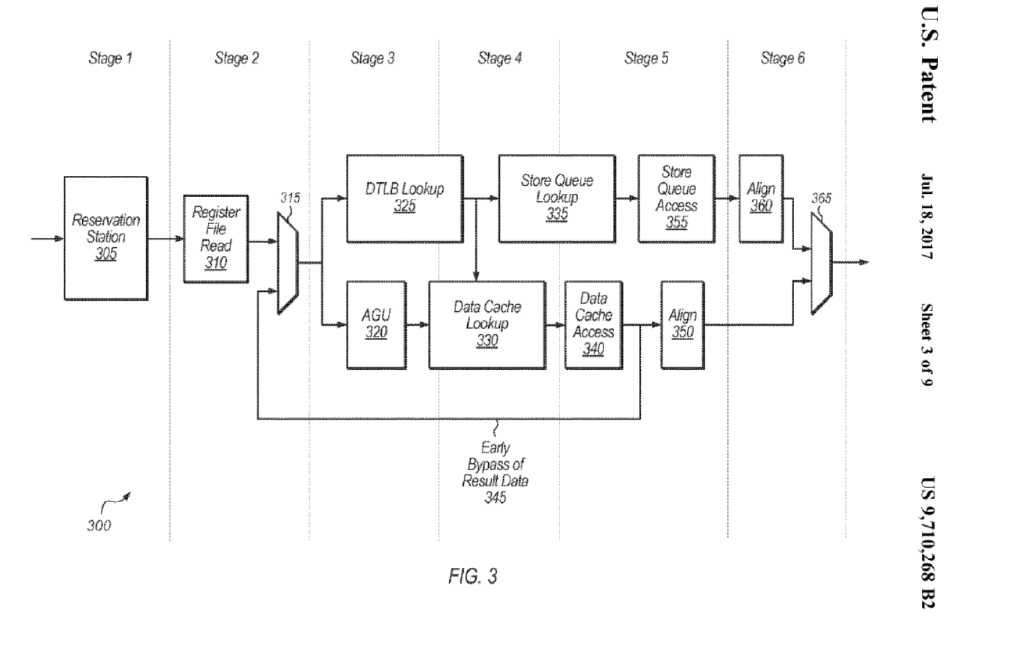 Stage 1
Stage 2
Stage 3
Stage 4
Stage 5
Stage 6
Reservation
Station
305
Register
File
Read
310
315
DTLB Lookup
325
Store Queue
Lookup
335
Store
Queue
Access
355
Align
360
365
AGU
320
Data Cache
Lookup
330
Data
Cache
Access
340
Align
350
Early
Bypass of
Result Data
345
300
FIG. 3
U.S. Patent
Jul. 18, 2017
Sheet 3 of 9
US 9,710,268 B2